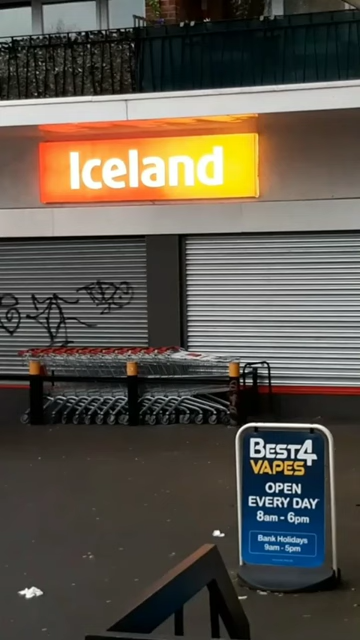 Iceland
BEST4
VAPES
OPEN
EVERY DAY
8am - 6pm
Bank Holidays
9am - 5pm